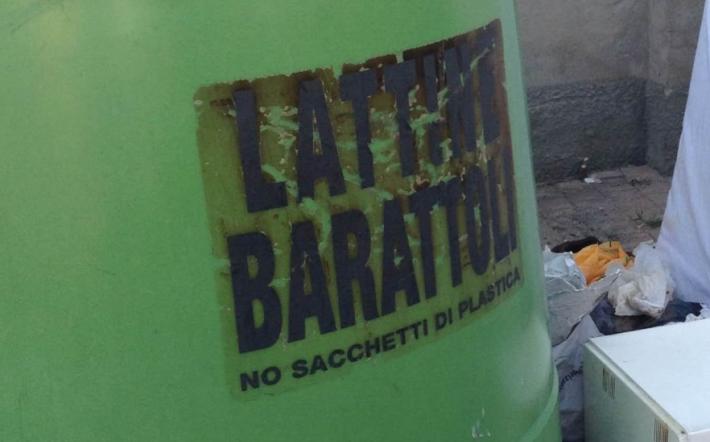 LATTINE
BARATTOLI
NO SACCHETTI DI PLASTICA